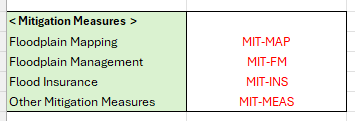 < Mitigation Measures >
Floodplain Mapping MIT-MAP
Floodplain Management MIT-FM
Flood Insurance MIT-INS
Other Mitigation Measures MIT-MEAS